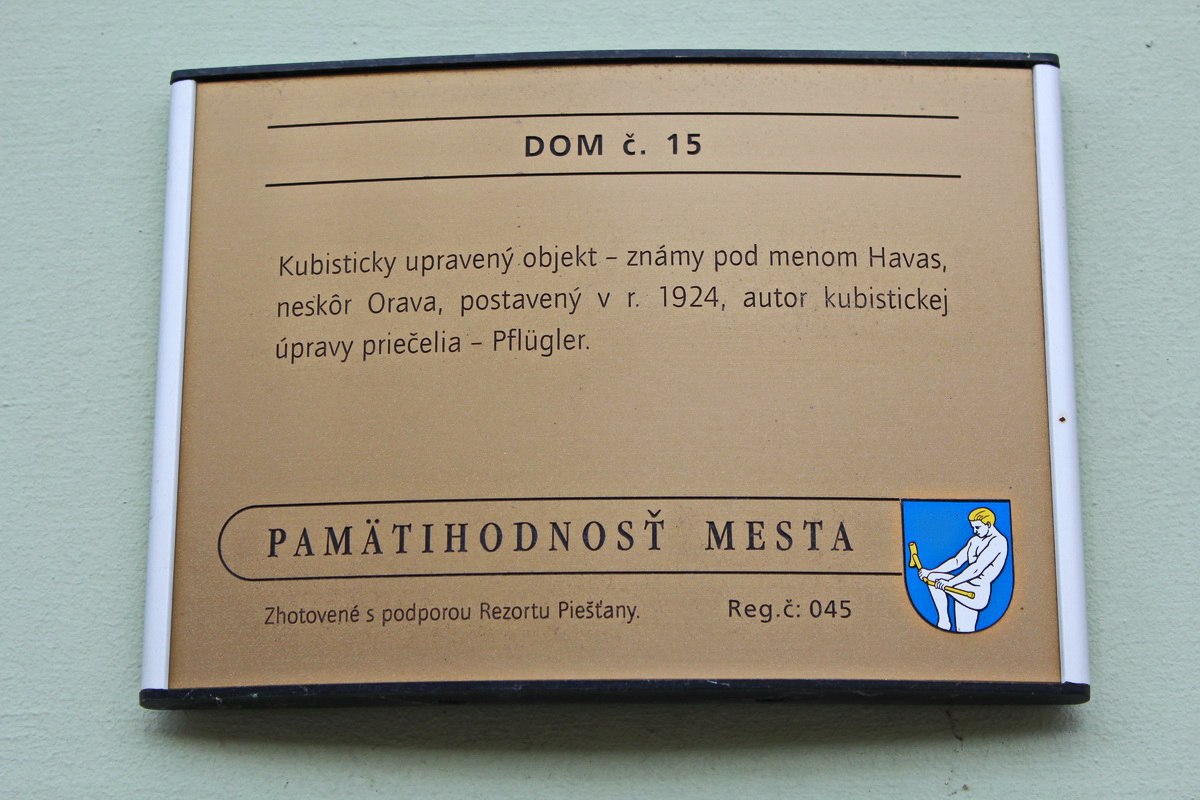 DOM č. 15
Kubisticky upravený objekt – známy pod menom Havas,
neskôr Orava, postavený v r. 1924, autor kubistickej
úpravy priečelia – Pflügler.
PAMÄTIHODNOSŤ MESTA
Zhotovené s podporou Rezortu Piešťany. Reg.č: 045